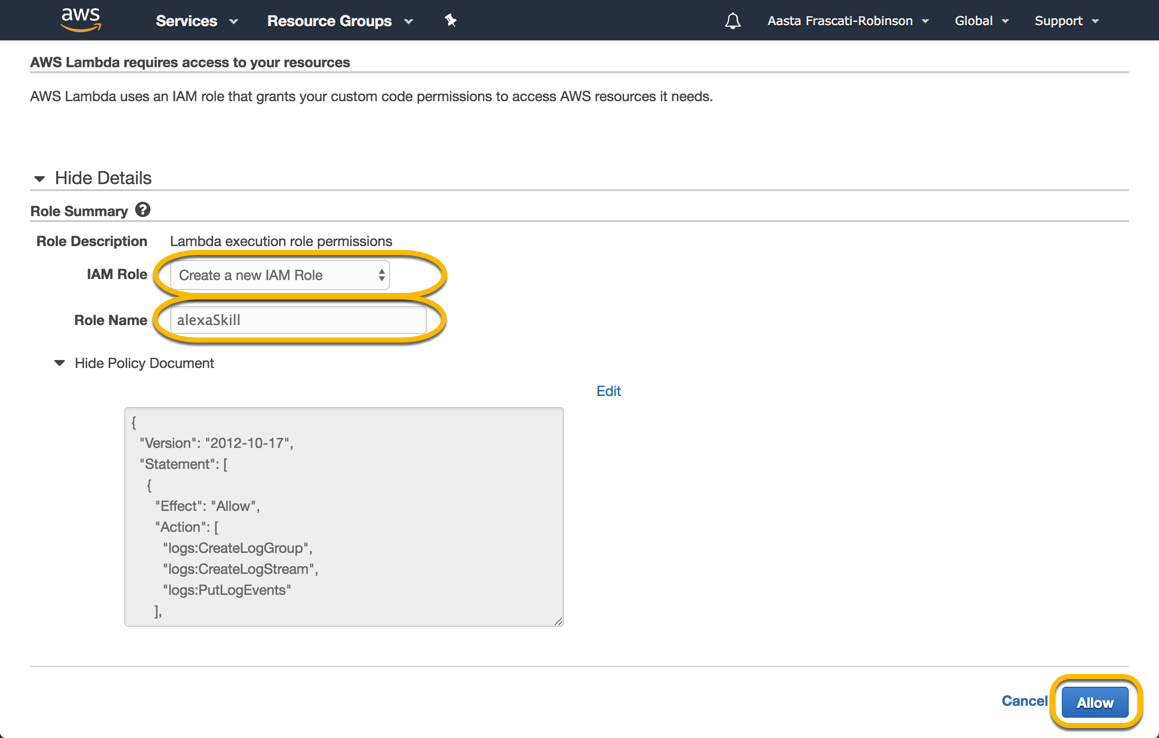 aws Services Resource Groups Aasta Frascati-Robinson Global Support
AWS Lambda requires access to your resources
AWS Lambda uses an IAM role that grants your custom code permissions to access AWS resources it needs.
Hide Details
Role Summary ?
Role Description Lambda execution role permissions
IAM Role Create a new IAM Role
Role Name alexaSkill
Hide Policy Document
Edit
{
"Version": "2012-10-17",
"Statement": [
{
"Effect": "Allow",
"Action": [
"logs:CreateLogGroup",
"logs:CreateLogStream",
"logs:PutLogEvents"
],
Cancel Allow